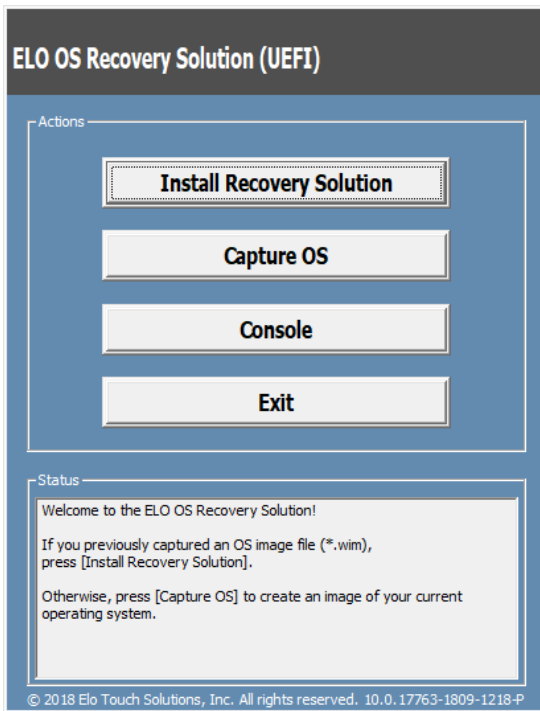 ELO OS Recovery Solution (UEFI)
Actions
Install Recovery Solution
Capture OS
Console
Exit
Status
Welcome to the ELO OS Recovery Solution!
If you previously captured an OS image file (*.wim),
press [Install Recovery Solution].
Otherwise, press [Capture OS] to create an image of your current
operating system.
© 2018 Elo Touch Solutions, Inc. All rights reserved. 10.0.17763-1809-1218-P